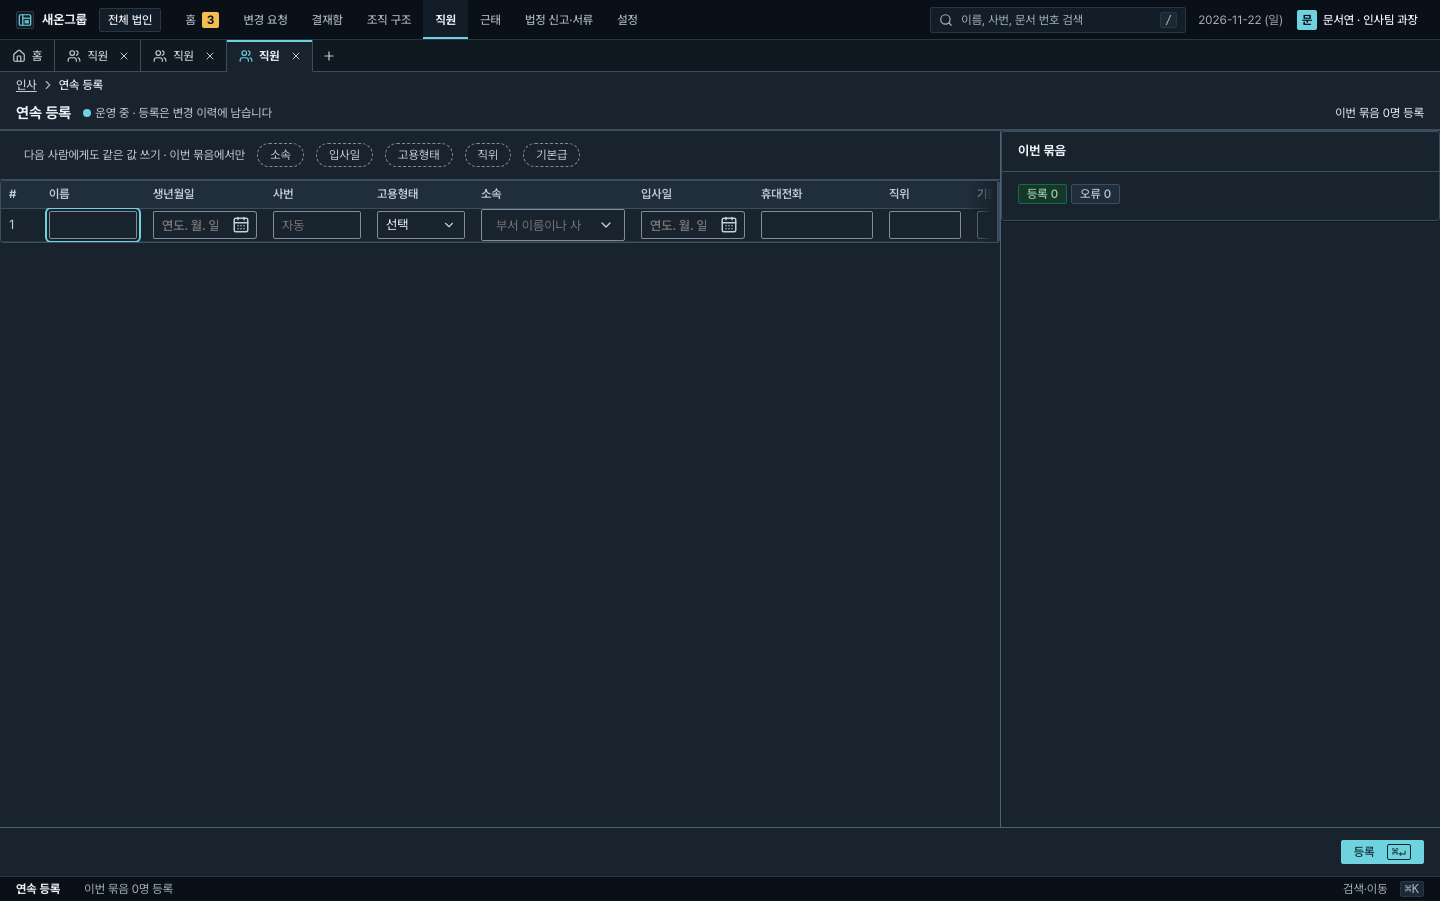 새온그룹 전체 법인 홈 3 변경 요청 결재함 조직 구조 직원 근태 법정 신고·서류 설정 이름, 사번, 문서 번호 검색 / 2026-11-22 (일) 문 문서연 · 인사팀 과장
홈 직원 직원 직원
인사 연속 등록
연속 등록 운영 중 · 등록은 변경 이력에 남습니다 이번 묶음 0명 등록
다음 사람에게도 같은 값 쓰기 · 이번 묶음에서만 소속 입사일 고용형태 직위 기본급
이번 묶음
# 이름 생년월일 사번 고용형태 소속 입사일 휴대전화 직위
등록 0 오류 0
1 연도. 월. 일 자동 선택 부서 이름이나 사 연도. 월. 일
등록 ⌘↵
연속 등록 이번 묶음 0명 등록 검색·이동 ⌘K